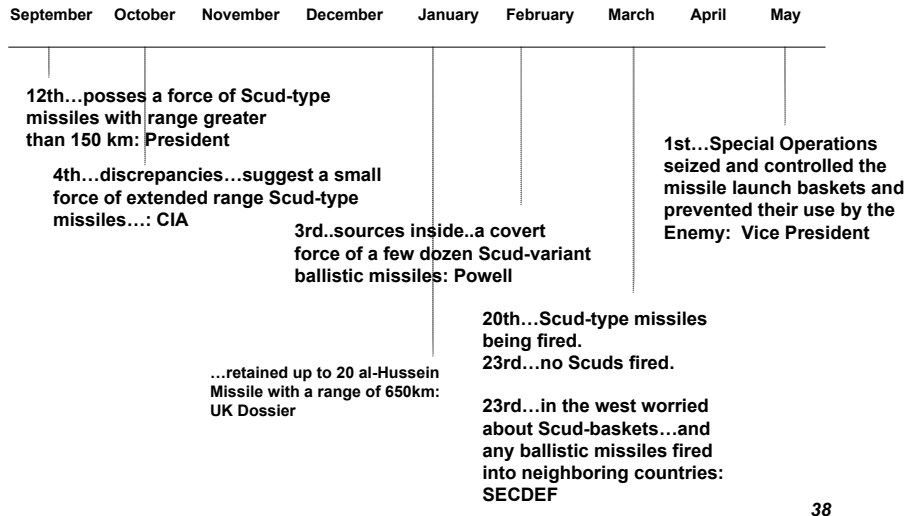 September October November December January February March April May
12th…posses a force of Scud-type
missiles with range greater
than 150 km: President
4th…discrepancies…suggest a small
force of extended range Scud-type
missiles…: CIA
3rd..sources inside..a covert
force of a few dozen Scud-variant
ballistic missiles: Powell
1st…Special Operations
seized and controlled the
missile launch baskets and
prevented their use by the
Enemy: Vice President
…retained up to 20 al-Hussein
Missile with a range of 650km:
UK Dossier
20th…Scud-type missiles
being fired.
23rd…no Scuds fired.
23rd…in the west worried
about Scud-baskets…and
any ballistic missiles fired
into neighboring countries:
SECDEF
38